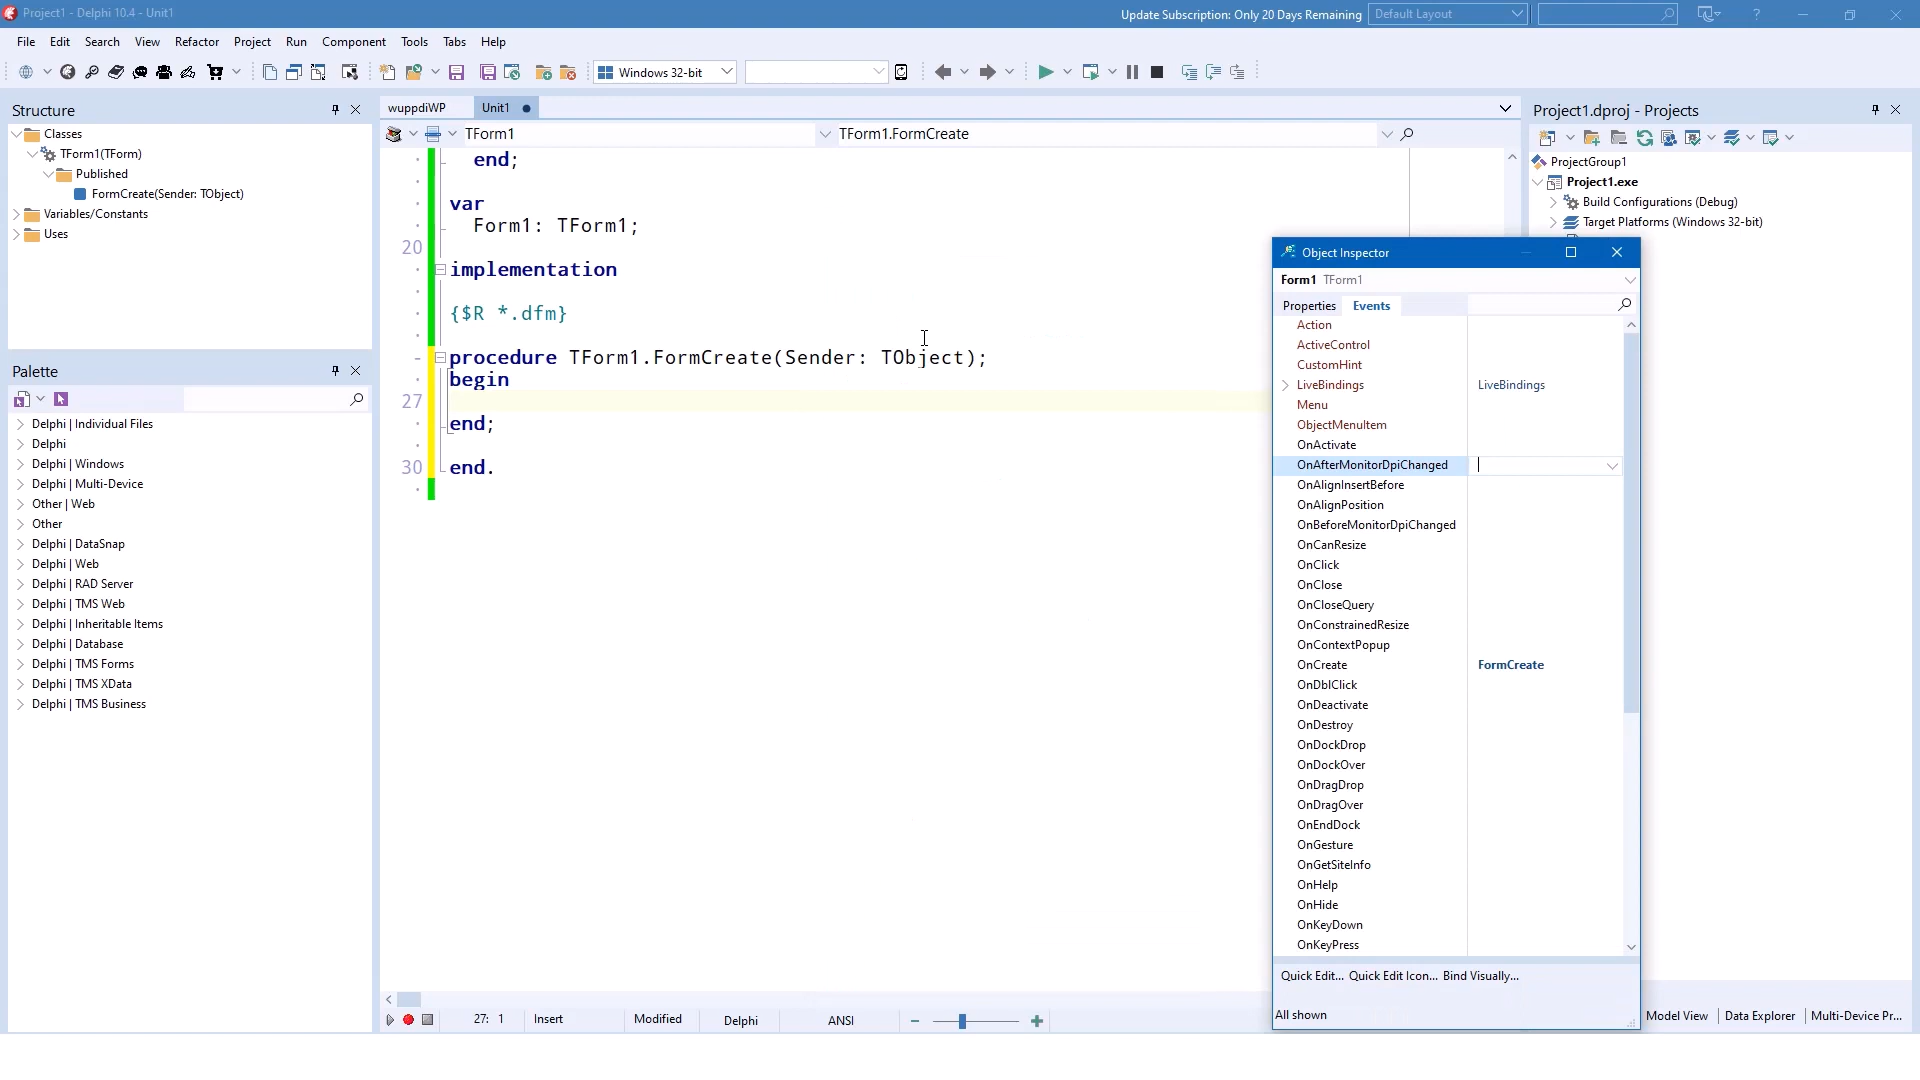 Project1 - Delphi 10.4 - Unit1
Update Subscription: Only 20 Days Remaining
Default Layout
File Edit Search View Project Run Component Tools Tabs Help
Windows 32-bit
Structure
Classes
TForm1(TForm)
Published
FormCreate(Sender: TObject)
Variables/Constants
Uses
Palette
Delphi | Individual Files
Delphi
Delphi | Windows
Delphi | Multi-Device
Other | Web
Other
Delphi | DataSnap
Delphi | Web
Delphi | RAD Server
Delphi | TMS Web
Delphi | Inheritable Items
Delphi | Database
Delphi | TMS Forms
Delphi | TMS XData
Delphi | TMS Business
wuppdiWP Unit1
TForm1 TForm1.FormCreate
end;
var
Form1: TForm1;
20
implementation
{$R *.dfm}
procedure TForm1.FormCreate(Sender: TObject);
begin
27
end;
30 end.
27: 1 Insert Modified Delphi ANSI
Project1.dproj - Projects
ProjectGroup1
Project1.exe
Build Configurations (Debug)
Target Platforms (Windows 32-bit)
Object Inspector
Form1 TForm1
Properties Events
Action
ActiveControl
CustomHint
LiveBindings LiveBindings
Menu
ObjectMenuItem
OnActivate
OnAfterMonitorDpiChanged
OnAlignInsertBefore
OnAlignPosition
OnBeforeMonitorDpiChanged
OnCanResize
OnClick
OnClose
OnCloseQuery
OnConstrainedResize
OnContextPopup
OnCreate FormCreate
OnDblClick
OnDeactivate
OnDestroy
OnDockDrop
OnDockOver
OnDragDrop
OnDragOver
OnEndDock
OnGesture
OnGetSiteInfo
OnHelp
OnHide
OnKeyDown
OnKeyPress
Quick Edit... Quick Edit Icon... Bind Visually...
All shown
Model View Data Explorer Multi-Device Pr...